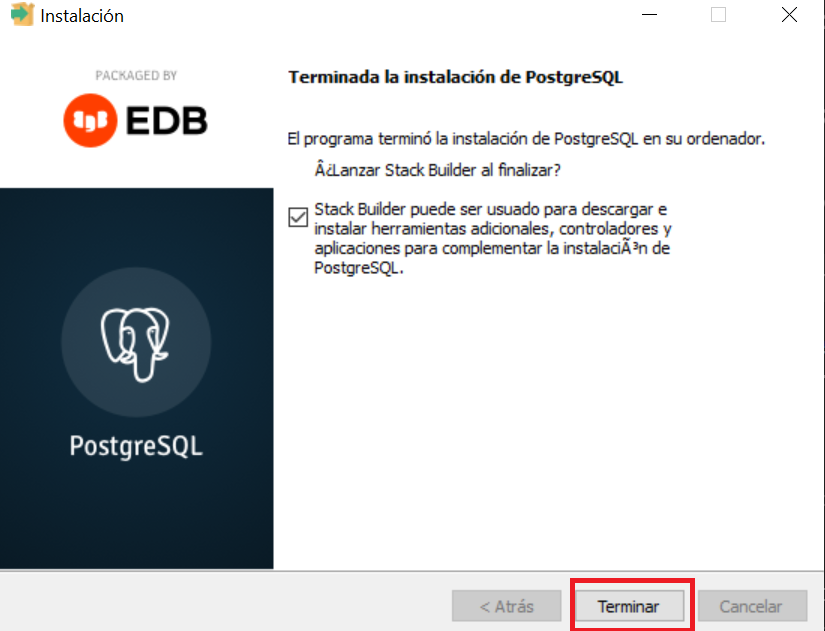 Instalación
PACKAGED BY
EDB
Terminada la instalación de PostgreSQL
El programa terminó la instalación de PostgreSQL en su ordenador.
Â¿Lanzar Stack Builder al finalizar?
Stack Builder puede ser usado para descargar e
instalar herramientas adicionales, controladores y
aplicaciones para complementar la instalaciÃ³n de
PostgreSQL.
PostgreSQL
< Atrás
Terminar
Cancelar